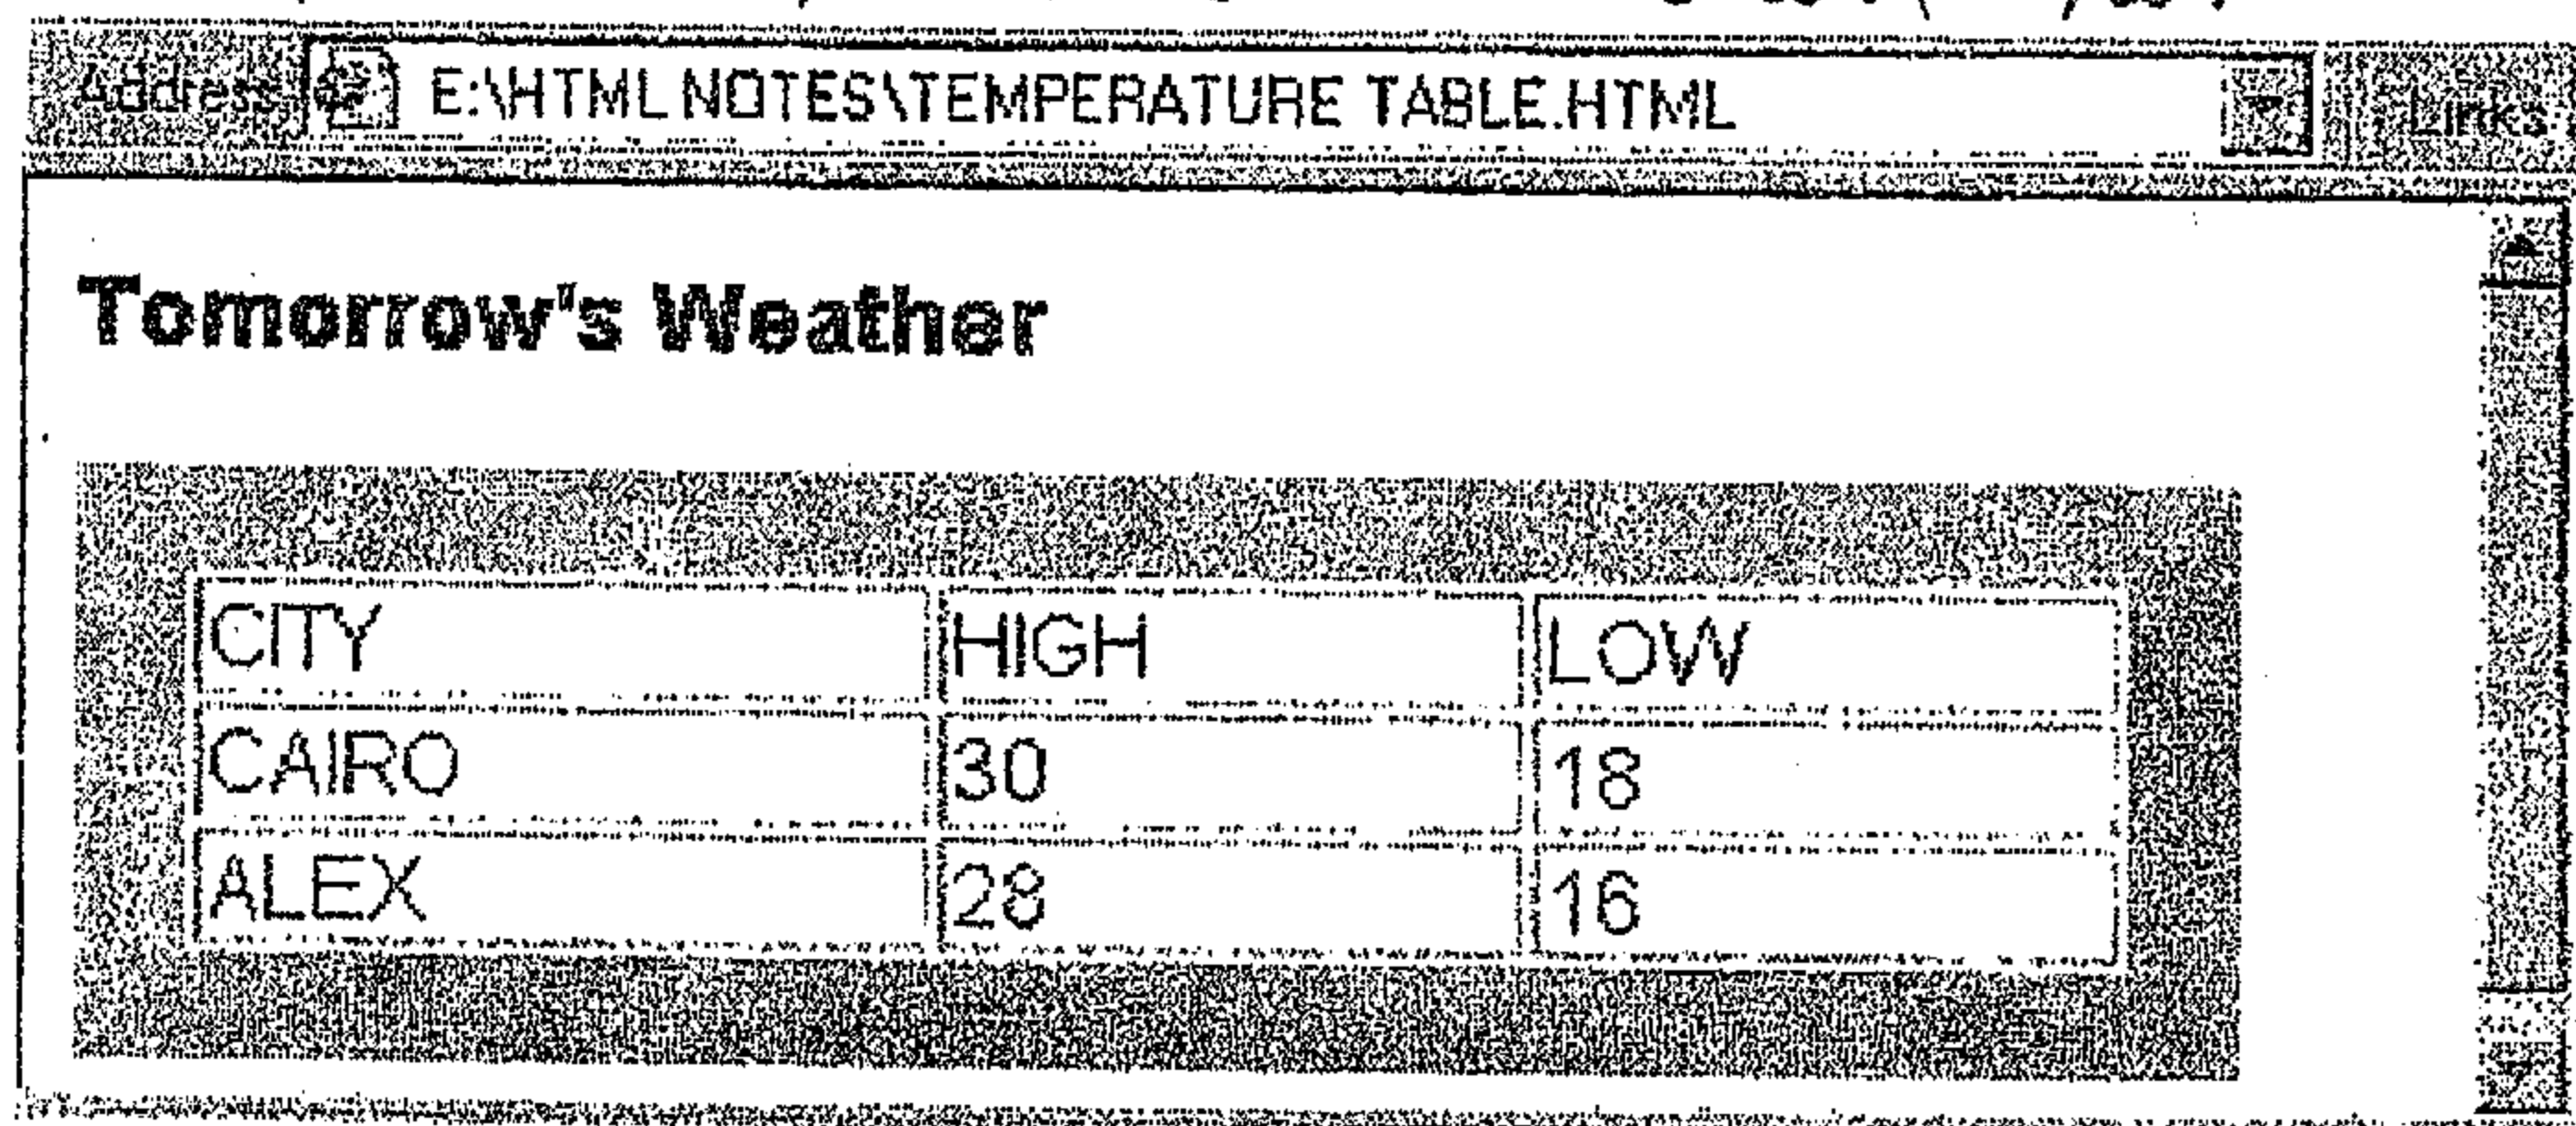 Address E:\HTML NOTES\TEMPERATURE TABLE.HTML Links
Tomorrow's Weather
CITY HIGH LOW
CAIRO 30 18
ALEX 28 16